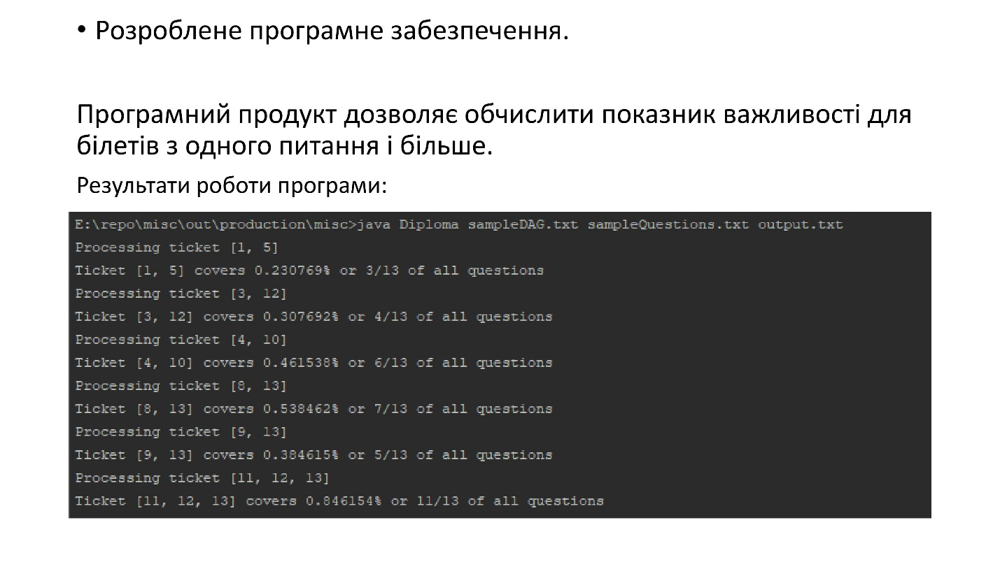 • Розроблене програмне забезпечення.
Програмний продукт дозволяє обчислити показник важливості для
білетів з одного питання і більше.
Результати роботи програми:
E:\repo\misc\out\production\misc>java Diploma sampleDAG.txt sampleQuestions.txt output.txt
Processing ticket [1, 5]
Ticket [1, 5] covers 0.230769% or 3/13 of all questions
Processing ticket [3, 12]
Ticket [3, 12] covers 0.307692% or 4/13 of all questions
Processing ticket [4, 10]
Ticket [4, 10] covers 0.461538% or 6/13 of all questions
Processing ticket [8, 13]
Ticket [8, 13] covers 0.538462% or 7/13 of all questions
Processing ticket [9, 13]
Ticket [9, 13] covers 0.384615% or 5/13 of all questions
Processing ticket [11, 12, 13]
Ticket [11, 12, 13] covers 0.846154% or 11/13 of all questions